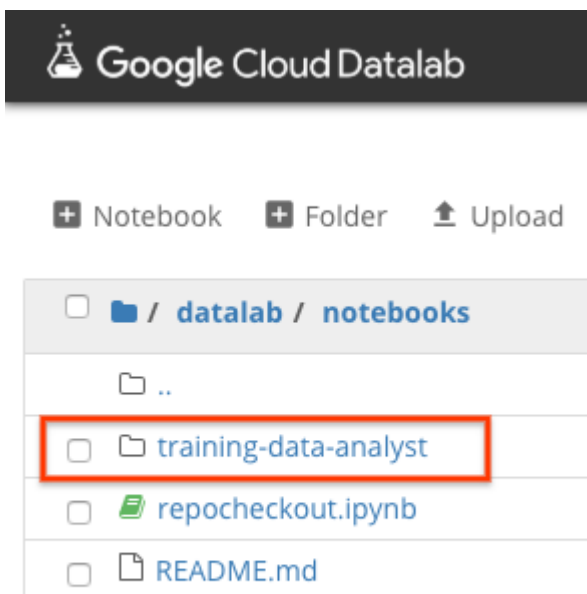 Google Cloud Datalab
Notebook Folder Upload
/ datalab / notebooks
..
training-data-analyst
repocheckout.ipynb
README.md